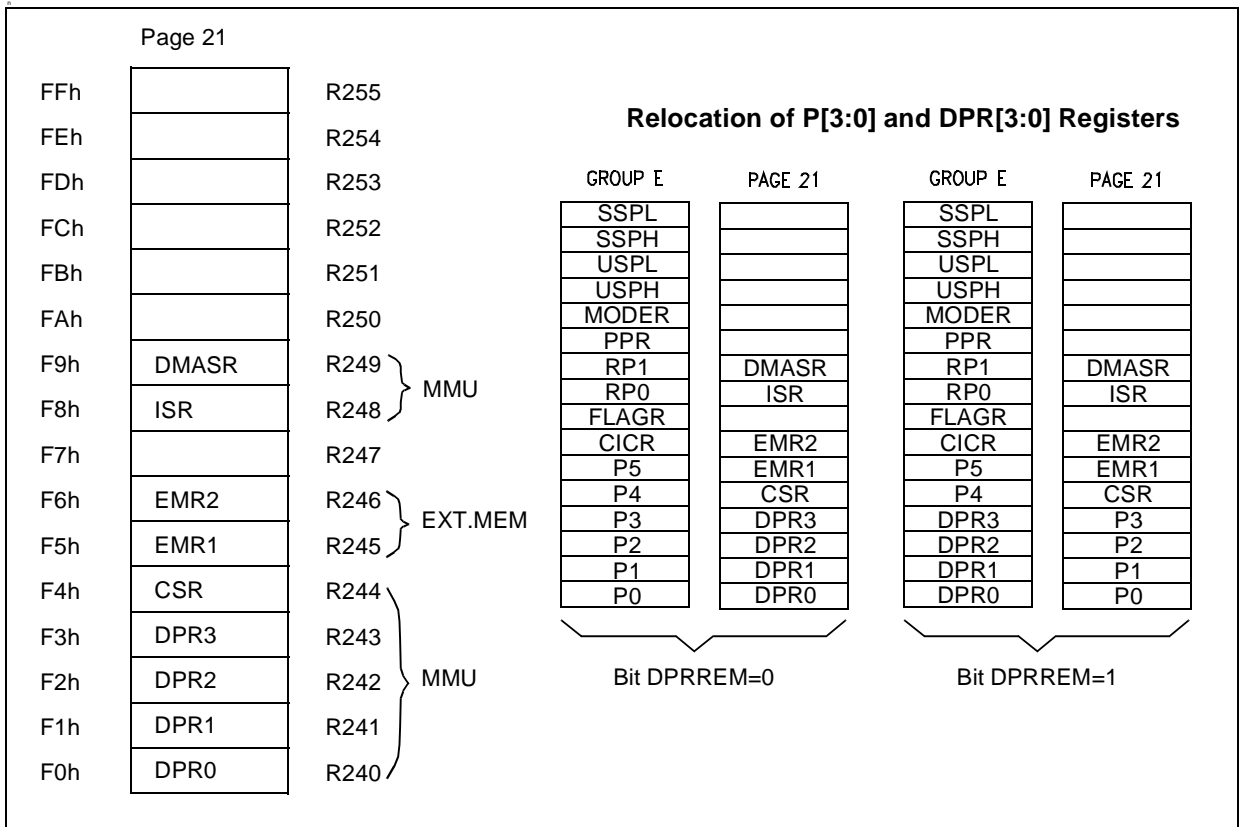 Page 21
FFh R255
FEh R254
FDh R253
FCh R252
FBh R251
FAh R250
F9h DMASR R249
MMU
F8h ISR R248
F7h R247
F6h EMR2 R246
EXT.MEM
F5h EMR1 R245
F4h CSR R244
F3h DPR3 R243
F2h DPR2 R242 MMU
F1h DPR1 R241
F0h DPR0 R240
Relocation of P[3:0] and DPR[3:0] Registers
GROUP E PAGE 21 GROUP E PAGE 21
SSPL SSPL
SSPH SSPH
USPL USPL
USPH USPH
MODER MODER
PPR PPR
RP1 DMASR RP1 DMASR
RP0 ISR RP0 ISR
FLAGR FLAGR
CICR EMR2 CICR EMR2
P5 EMR1 P5 EMR1
P4 CSR P4 CSR
P3 DPR3 DPR3 P3
P2 DPR2 DPR2 P2
P1 DPR1 DPR1 P1
P0 DPR0 DPR0 P0
Bit DPRREM=0 Bit DPRREM=1